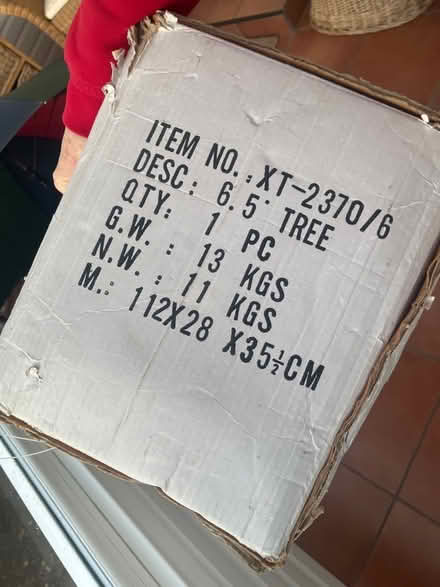 ITEM NO.: XT-2370/6
DESC: 6.5' TREE
QTY: 1 PC
G.W. : 13 KGS
N.W. : 11 KGS
M.: 112X28 X35½CM